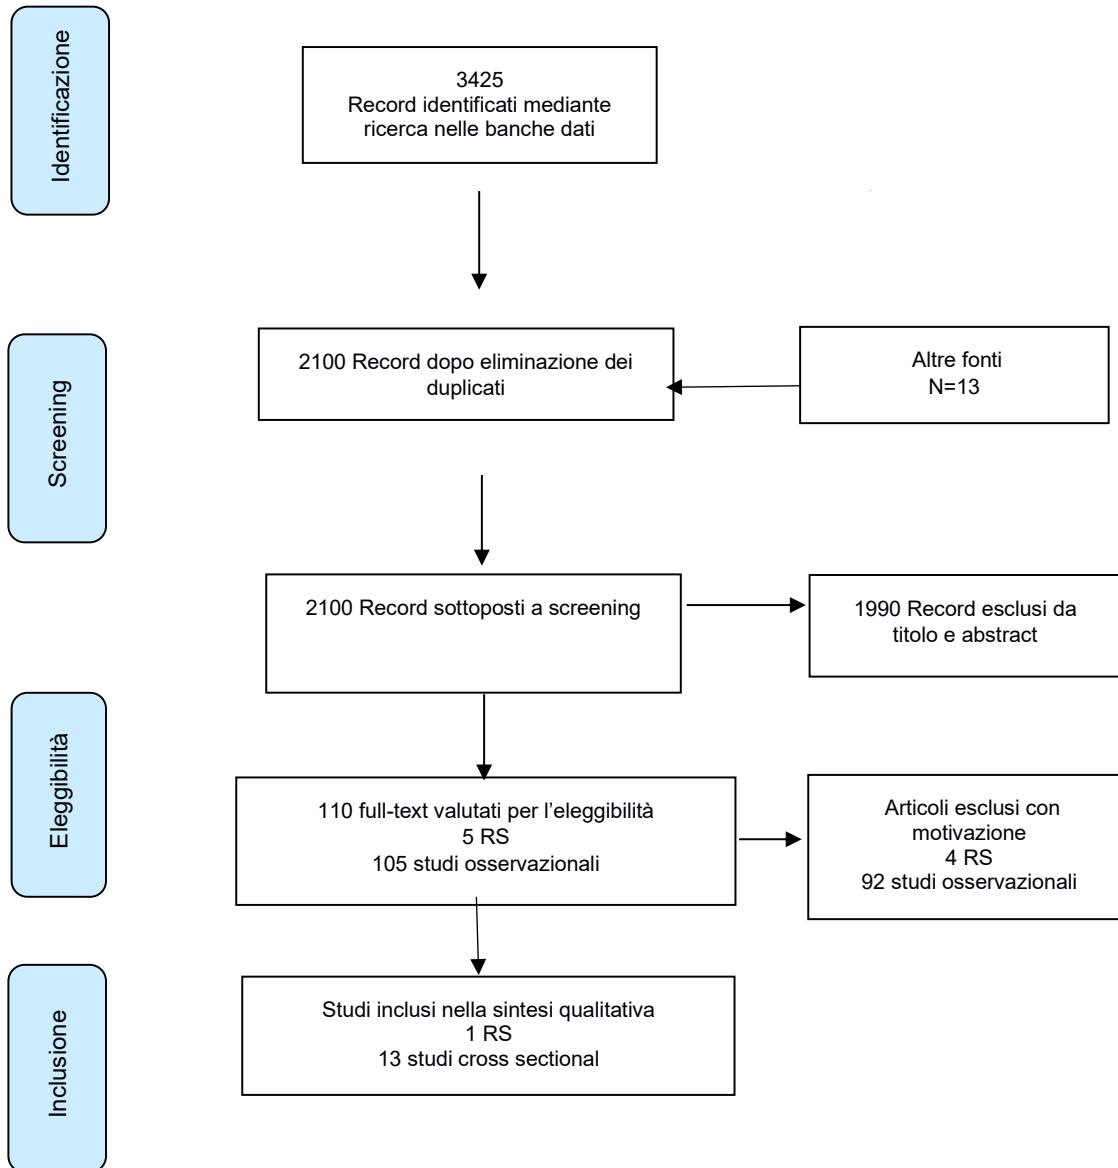 Identificazione
3425
Record identificati mediante
ricerca nelle banche dati
Screening
2100 Record dopo eliminazione dei
duplicati
Altre fonti
N=13
2100 Record sottoposti a screening
1990 Record esclusi da
titolo e abstract
Eleggibilità
110 full-text valutati per l’eleggibilità
5 RS
105 studi osservazionali
Articoli esclusi con
motivazione
4 RS
92 studi osservazionali
Inclusione
Studi inclusi nella sintesi qualitativa
1 RS
13 studi cross sectional